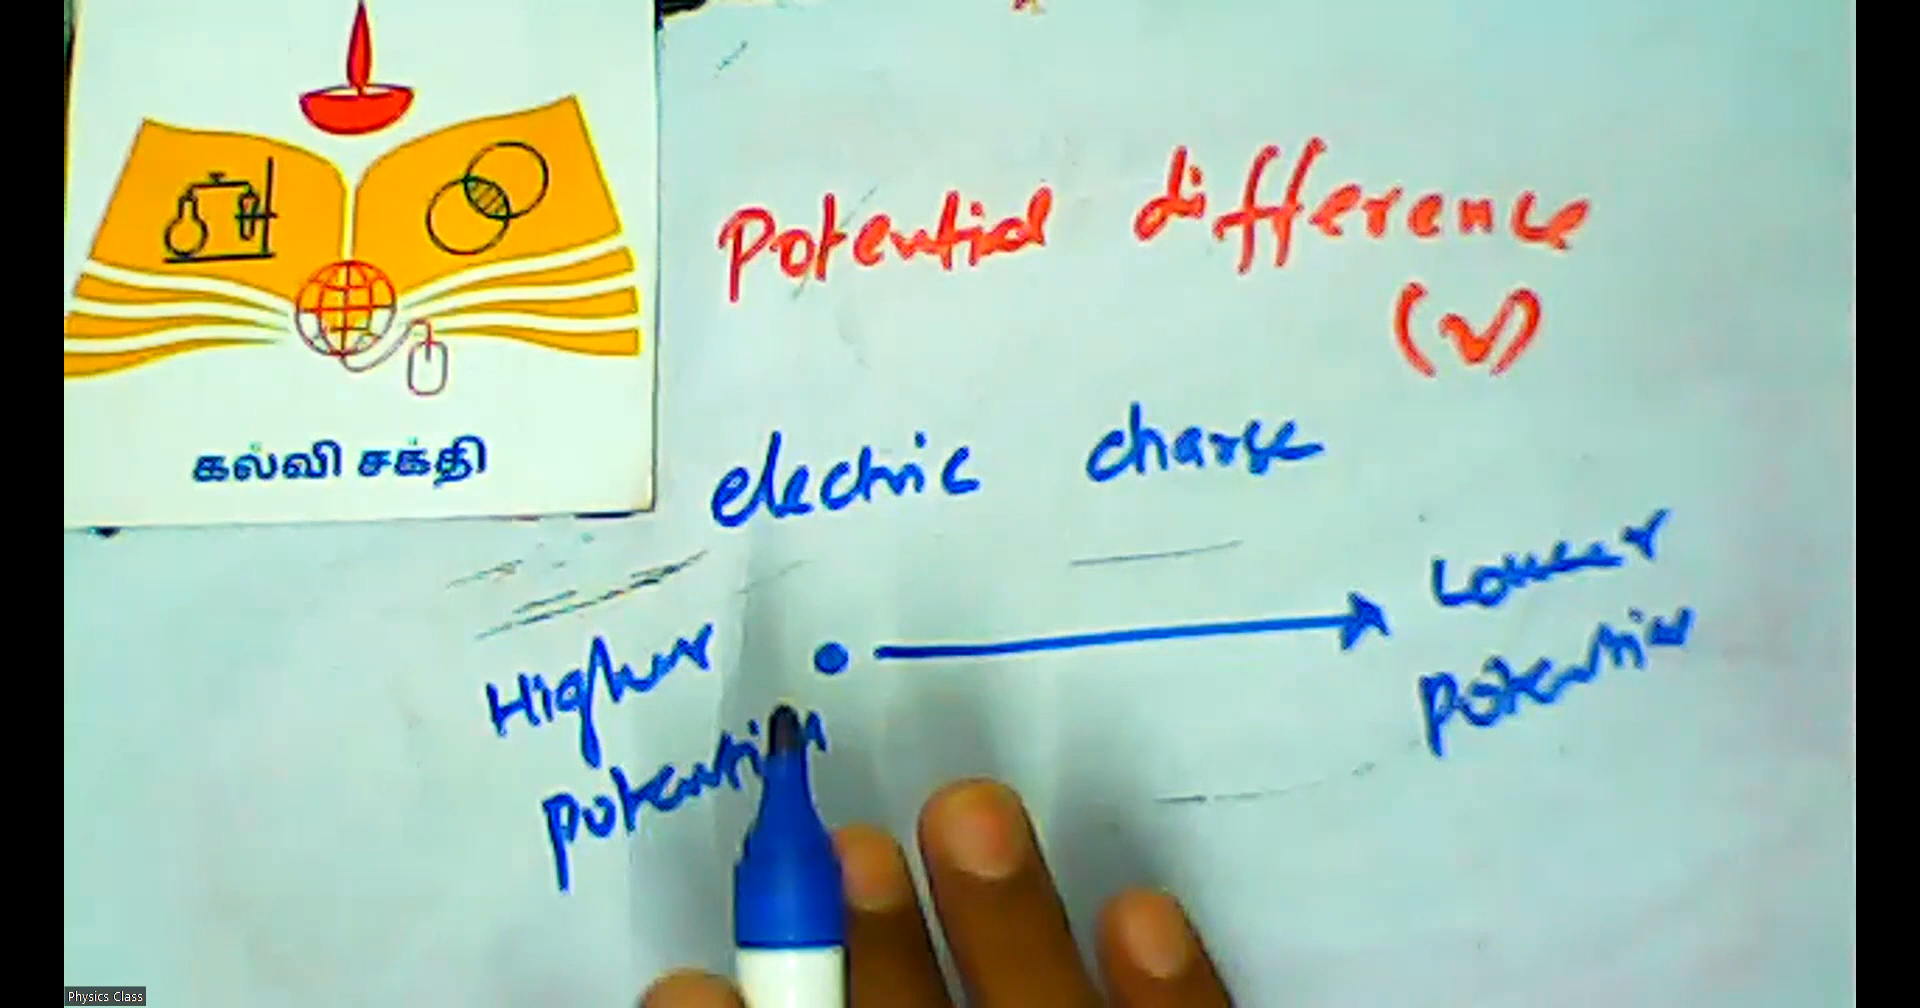 Potential difference
(V)
electric charge
Higher
potential
Lower
potential
கல்வி சக்தி
Physics Class